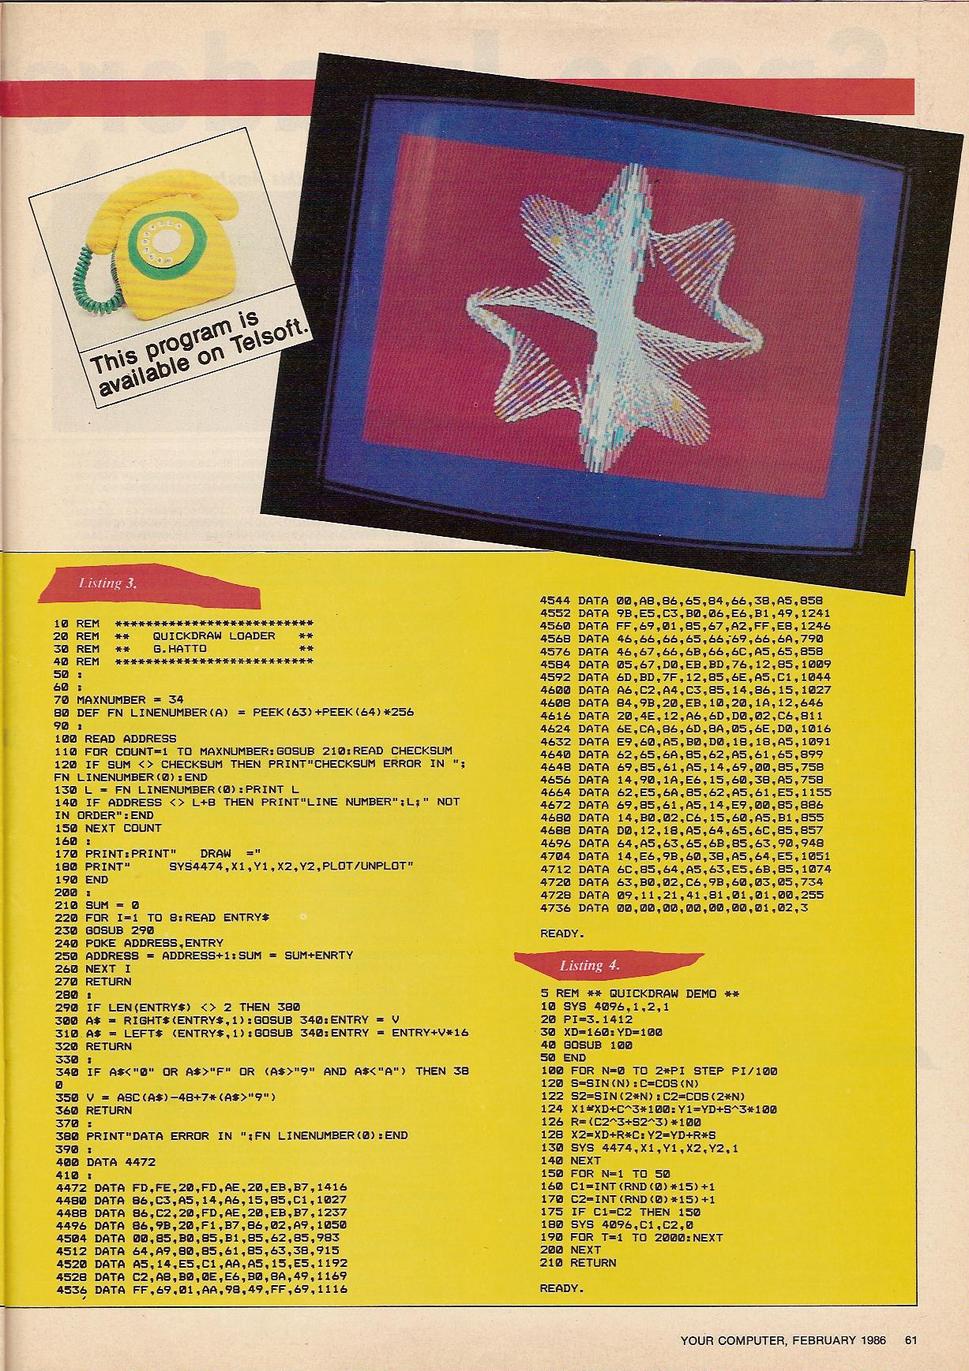 This program is
available on Telsoft.
Listing 3.
10 REM **************************
20 REM ** QUICKDRAW LOADER **
30 REM ** G.HATTO **
40 REM **************************
50 :
60 :
70 MAXNUMBER = 34
80 DEF FN LINENUMBER(A) = PEEK(63)+PEEK(64)*256
90 :
100 READ ADDRESS
110 FOR COUNT=1 TO MAXNUMBER:GOSUB 210:READ CHECKSUM
120 IF SUM <> CHECKSUM THEN PRINT"CHECKSUM ERROR IN ";
FN LINENUMBER(0):END
130 L = FN LINENUMBER(0):PRINT L
140 IF ADDRESS <> L+8 THEN PRINT"LINE NUMBER";L;" NOT
IN ORDER":END
150 NEXT COUNT
160 :
170 PRINT:PRINT" DRAW ="
180 PRINT" SYS4474,X1,Y1,X2,Y2,PLOT/UNPLOT"
190 END
200 :
210 SUM = 0
220 FOR I=1 TO 8:READ ENTRY$
230 GOSUB 290
240 POKE ADDRESS,ENTRY
250 ADDRESS = ADDRESS+1:SUM = SUM+ENRTY
260 NEXT I
270 RETURN
280 :
290 IF LEN(ENTRY$) <> 2 THEN 380
300 A$ = RIGHT$(ENTRY$,1):GOSUB 340:ENTRY = V
310 A$ = LEFT$ (ENTRY$,1):GOSUB 340:ENTRY = ENTRY+V*16
320 RETURN
330 :
340 IF A$<"0" OR A$>"F" OR (A$>"9" AND A$<"A") THEN 38
0
350 V = ASC(A$)-48+7*(A$>"9")
360 RETURN
370 :
380 PRINT"DATA ERROR IN ";FN LINENUMBER(0):END
390 :
400 DATA 4472
410 :
4472 DATA FD,FE,20,FD,AE,20,EB,B7,1416
4480 DATA 86,C3,A5,14,A6,15,85,C1,1027
4488 DATA 86,C2,20,FD,AE,20,EB,B7,1237
4496 DATA 86,9B,20,F1,B7,86,02,A9,1050
4504 DATA 00,85,B0,85,B1,85,62,85,983
4512 DATA 64,A9,80,85,61,85,63,38,915
4520 DATA A5,14,E5,C1,AA,A5,15,E5,1192
4528 DATA C2,A8,B0,0E,E6,B0,8A,49,1169
4536 DATA FF,69,01,AA,98,49,FF,69,1116
4544 DATA 00,A8,86,65,84,66,38,A5,858
4552 DATA 9B,E5,C3,B0,06,E6,B1,49,1241
4560 DATA FF,69,01,85,67,A2,FF,E8,1246
4568 DATA 46,66,66,65,06,69,66,6A,790
4576 DATA 46,67,66,6B,66,6C,A5,65,858
4584 DATA 05,67,D0,EB,BD,76,12,85,1009
4592 DATA 6D,BD,7F,12,85,6E,A5,C1,1044
4600 DATA A6,C2,A4,C3,85,14,86,15,1027
4608 DATA 84,9B,20,EB,10,20,1A,12,646
4616 DATA 20,4E,12,A6,6D,D0,02,C6,811
4624 DATA 6E,CA,86,6D,8A,05,6E,D0,1016
4632 DATA E9,60,A5,B0,D0,18,18,A5,1091
4640 DATA 62,65,6A,85,62,A5,61,65,899
4648 DATA 69,85,61,A5,14,69,00,85,758
4656 DATA 14,90,1A,E6,15,60,38,A5,758
4664 DATA 62,E5,6A,85,62,A5,61,E5,1155
4672 DATA 69,85,61,A5,14,E9,00,85,886
4680 DATA 14,B0,02,C6,15,60,A5,B1,855
4688 DATA D0,12,18,A5,64,65,6C,85,857
4696 DATA 64,A5,63,65,6B,85,63,90,948
4704 DATA 14,E6,9B,60,38,A5,64,E5,1051
4712 DATA 6C,85,64,A5,63,E5,6B,85,1074
4720 DATA 63,B0,02,C6,9B,60,03,05,734
4728 DATA 09,11,21,41,81,01,01,00,255
4736 DATA 00,00,00,00,00,00,01,02,3
READY.
Listing 4.
5 REM ** QUICKDRAW DEMO **
10 SYS 4096,1,2,1
20 PI=3.1412
30 XD=160:YD=100
40 GOSUB 100
50 END
100 FOR N=0 TO 2*PI STEP PI/100
120 S=SIN(N):C=COS(N)
122 S2=SIN(2*N):C2=COS(2*N)
124 X1=XD+C^3*100:Y1=YD+S^3*100
126 R=(C2^3+S2^3)*100
128 X2=XD+R*C:Y2=YD+R*S
130 SYS 4474,X1,Y1,X2,Y2,1
140 NEXT
150 FOR N=1 TO 50
160 C1=INT(RND(0)*15)+1
170 C2=INT(RND(0)*15)+1
175 IF C1=C2 THEN 150
180 SYS 4096,C1,C2,0
190 FOR T=1 TO 2000:NEXT
200 NEXT
210 RETURN
READY.
YOUR COMPUTER, FEBRUARY 1986 61